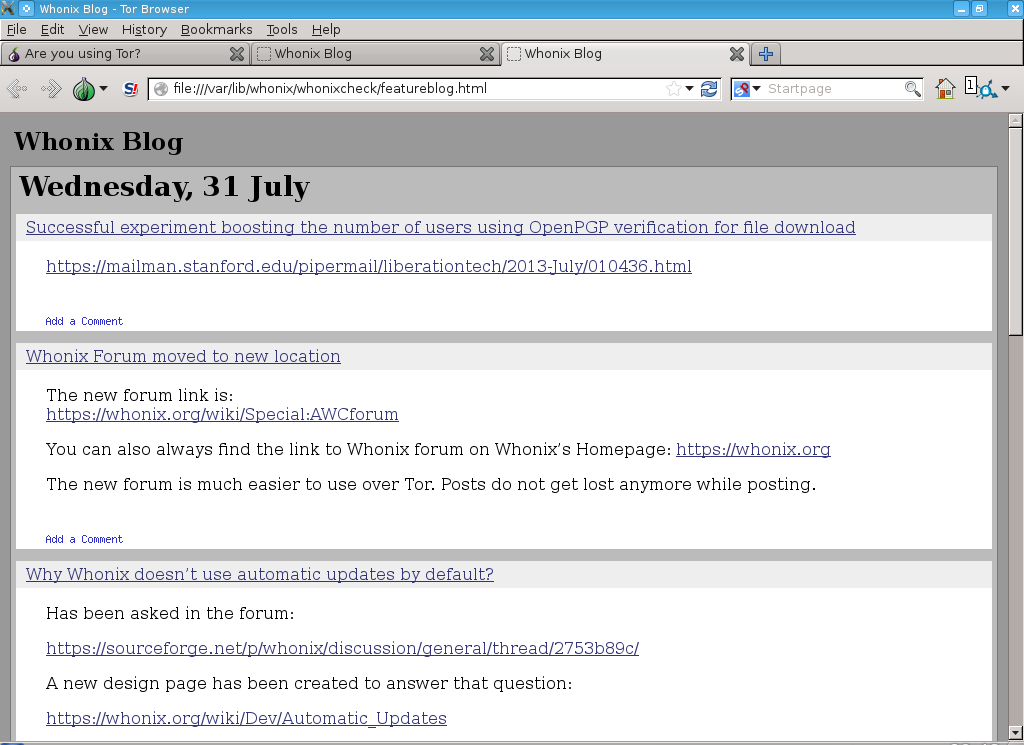 Whonix Blog - Tor Browser
File Edit View History Bookmarks Tools Help
Are you using Tor? Whonix Blog Whonix Blog
S! file:///var/lib/whonix/whonixcheck/featureblog.html Startpage 1
Whonix Blog
Wednesday, 31 July
Successful experiment boosting the number of users using OpenPGP verification for file download
https://mailman.stanford.edu/pipermail/liberationtech/2013-July/010436.html
Add a Comment
Whonix Forum moved to new location
The new forum link is:
https://whonix.org/wiki/Special:AWCforum
You can also always find the link to Whonix forum on Whonix's Homepage: https://whonix.org
The new forum is much easier to use over Tor. Posts do not get lost anymore while posting.
Add a Comment
Why Whonix doesn't use automatic updates by default?
Has been asked in the forum:
https://sourceforge.net/p/whonix/discussion/general/thread/2753b89c/
A new design page has been created to answer that question:
https://whonix.org/wiki/Dev/Automatic_Updates